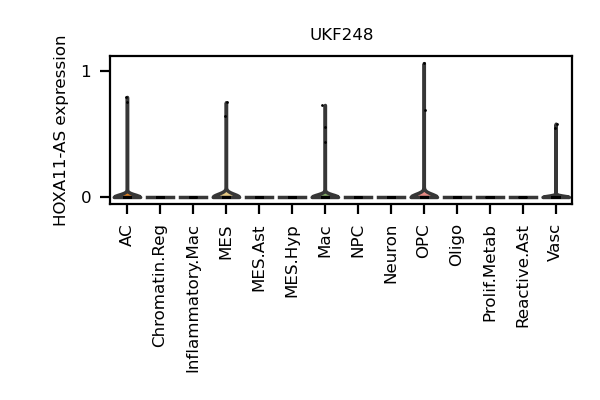 UKF248
HOXA11-AS expression
1
0
AC
Chromatin.Reg
Inflammatory.Mac
MES
MES.Ast
MES.Hyp
Mac
NPC
Neuron
OPC
Oligo
Prolif.Metab
Reactive.Ast
Vasc